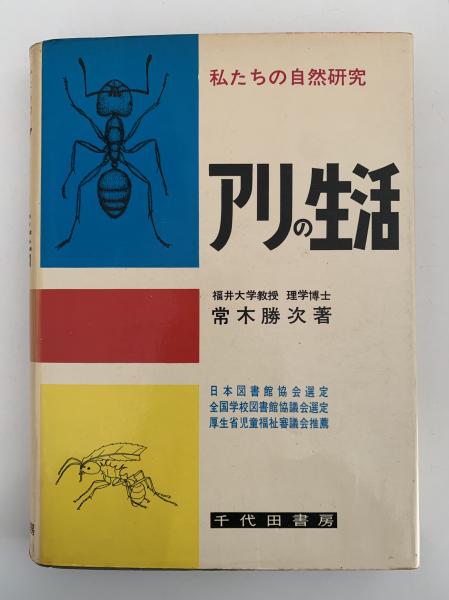 私たちの自然研究
アリの生活
福井大学教授 理学博士
常木勝次著
日本図書館協会選定
全国学校図書館協議会選定
厚生省児童福祉審議会推薦
千代田書房